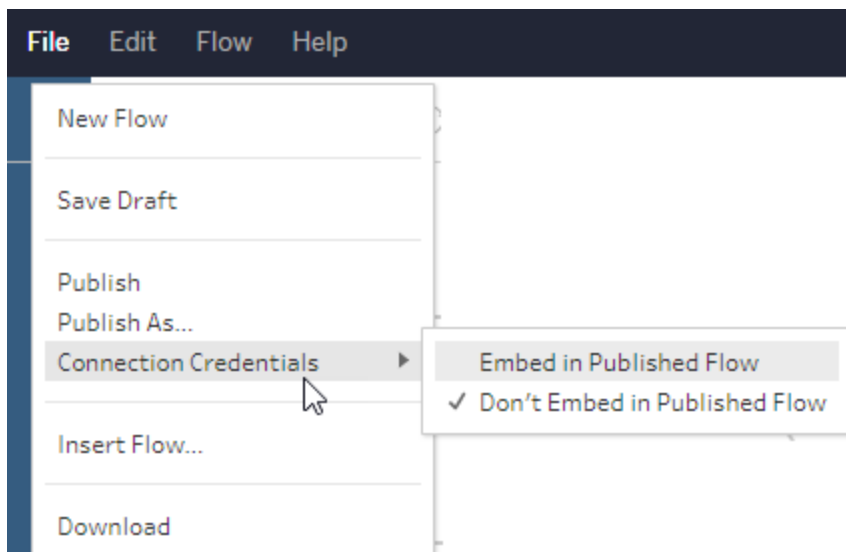 File Edit Flow Help
New Flow
Save Draft
Publish
Publish As...
Connection Credentials
Embed in Published Flow
Don't Embed in Published Flow
Insert Flow...
Download